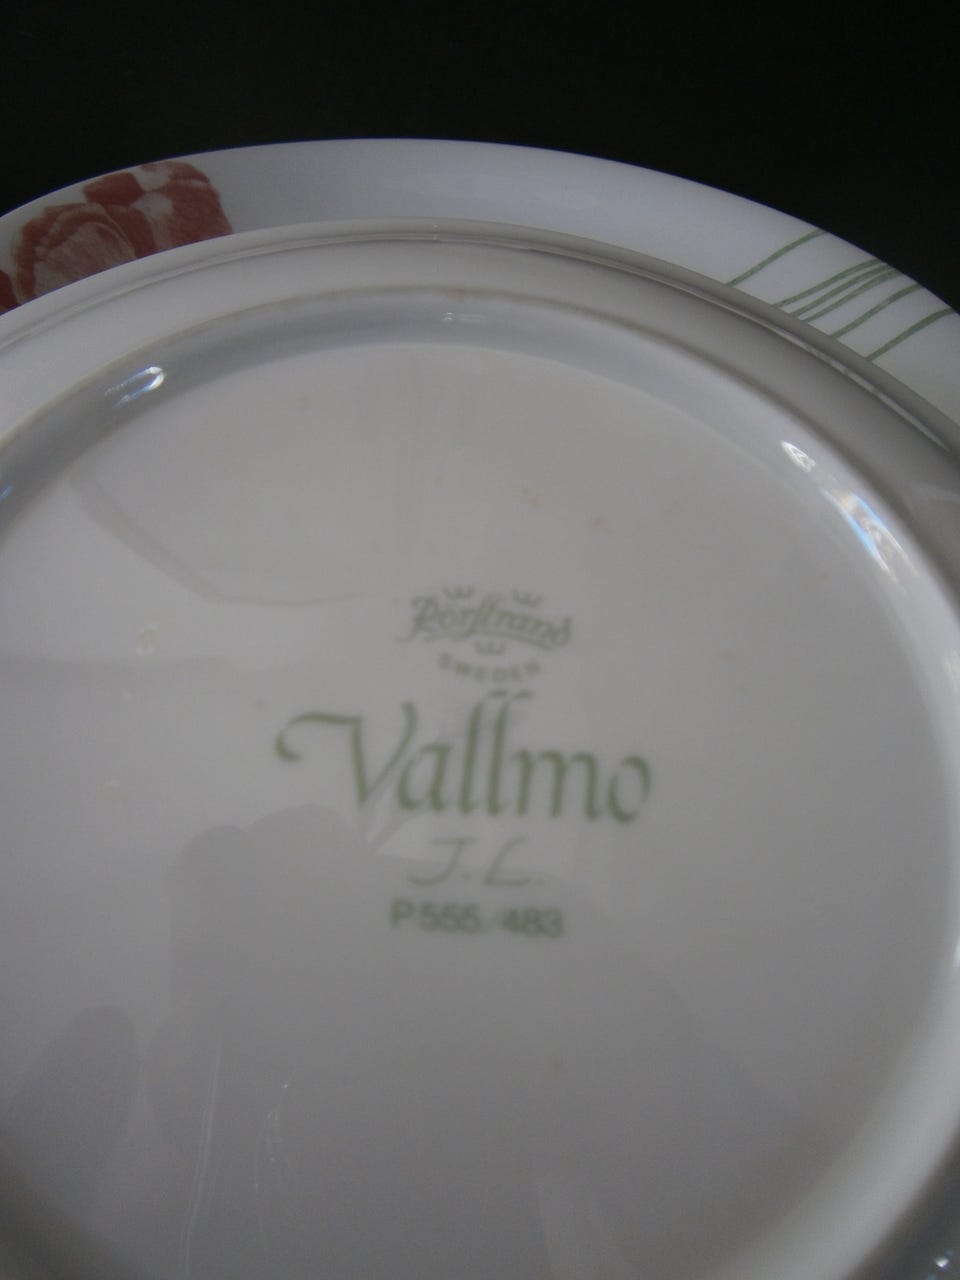 Rörstrand
SWEDEN
Vallmo
J.L.
P555/483